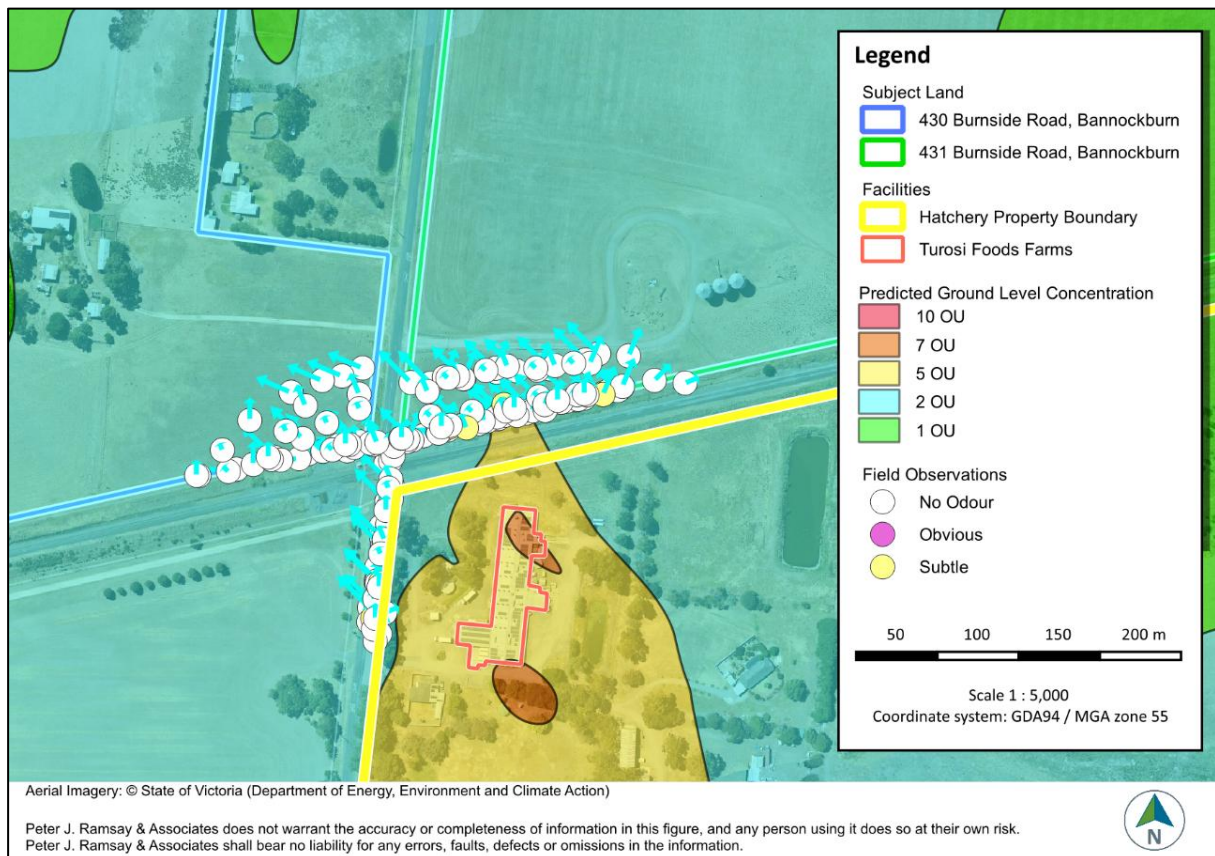 Legend
Subject Land
430 Burnside Road, Bannockburn
431 Burnside Road, Bannockburn
Facilities
Hatchery Property Boundary
Turosi Foods Farms
Predicted Ground Level Concentration
10 OU
7 OU
5 OU
2 OU
1 OU
Field Observations
No Odour
Obvious
Subtle
50 100 150 200 m
Scale 1 : 5,000
Coordinate system: GDA94 / MGA zone 55
Aerial Imagery: © State of Victoria (Department of Energy, Environment and Climate Action)
Peter J. Ramsay & Associates does not warrant the accuracy or completeness of information in this figure, and any person using it does so at their own risk.
Peter J. Ramsay & Associates shall bear no liability for any errors, faults, defects or omissions in the information.
N